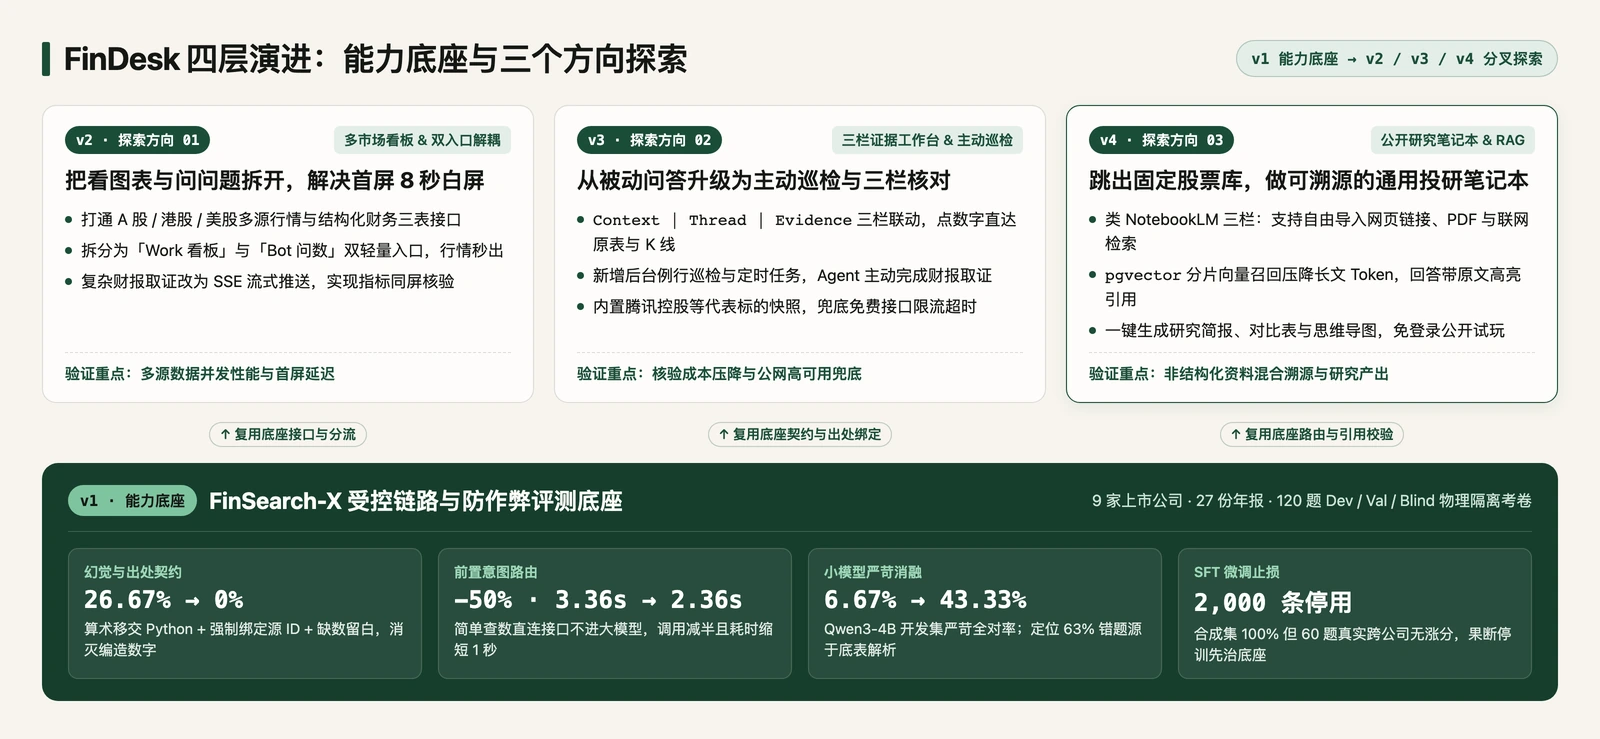 FinDesk 四层演进：能力底座与三个方向探索
v1 能力底座 → v2 / v3 / v4 分叉探索
v2 · 探索方向 01
多市场看板 & 双入口解耦
把看图表与问问题拆开，解决首屏 8 秒白屏
打通 A 股 / 港股 / 美股多源行情与结构化财务三表接口
拆分为「Work 看板」与「Bot 问数」双轻量入口，行情秒出
复杂财报取证改为 SSE 流式推送，实现指标同屏核验
验证重点：多源数据并发性能与首屏延迟
v3 · 探索方向 02
三栏证据工作台 & 主动巡检
从被动问答升级为主动巡检与三栏核对
Context | Thread | Evidence 三栏联动，点数字直达
原表与 K 线
新增后台例行巡检与定时任务，Agent 主动完成财报取证
内置腾讯控股等代表标的快照，兜底免费接口限流超时
验证重点：核验成本压降与公网高可用兜底
v4 · 探索方向 03
公开研究笔记本 & RAG
跳出固定股票库，做可溯源的通用投研笔记本
类 NotebookLM 三栏：支持自由导入网页链接、PDF 与联网
检索
pgvector 分片向量召回压降长文 Token，回答带原文高亮
引用
一键生成研究简报、对比表与思维导图，免登录公开试玩
验证重点：非结构化资料混合溯源与研究产出
↑ 复用底座接口与分流
↑ 复用底座契约与出处绑定
↑ 复用底座路由与引用校验
v1 · 能力底座
FinSearch-X 受控链路与防作弊评测底座
9 家上市公司 · 27 份年报 · 120 题 Dev / Val / Blind 物理隔离考卷
幻觉与出处契约
26.67% → 0%
算术移交 Python + 强制绑定源 ID + 缺数留白，消
灭编造数字
前置意图路由
−50% · 3.36s → 2.36s
简单查数直连接口不进大模型，调用减半且耗时缩
短 1 秒
小模型严苛消融
6.67% → 43.33%
Qwen3-4B 开发集严苛全对率；定位 63% 错题源
于底表解析
SFT 微调止损
2,000 条停用
合成集 100% 但 60 题真实跨公司无涨分，果断停
训先治底座